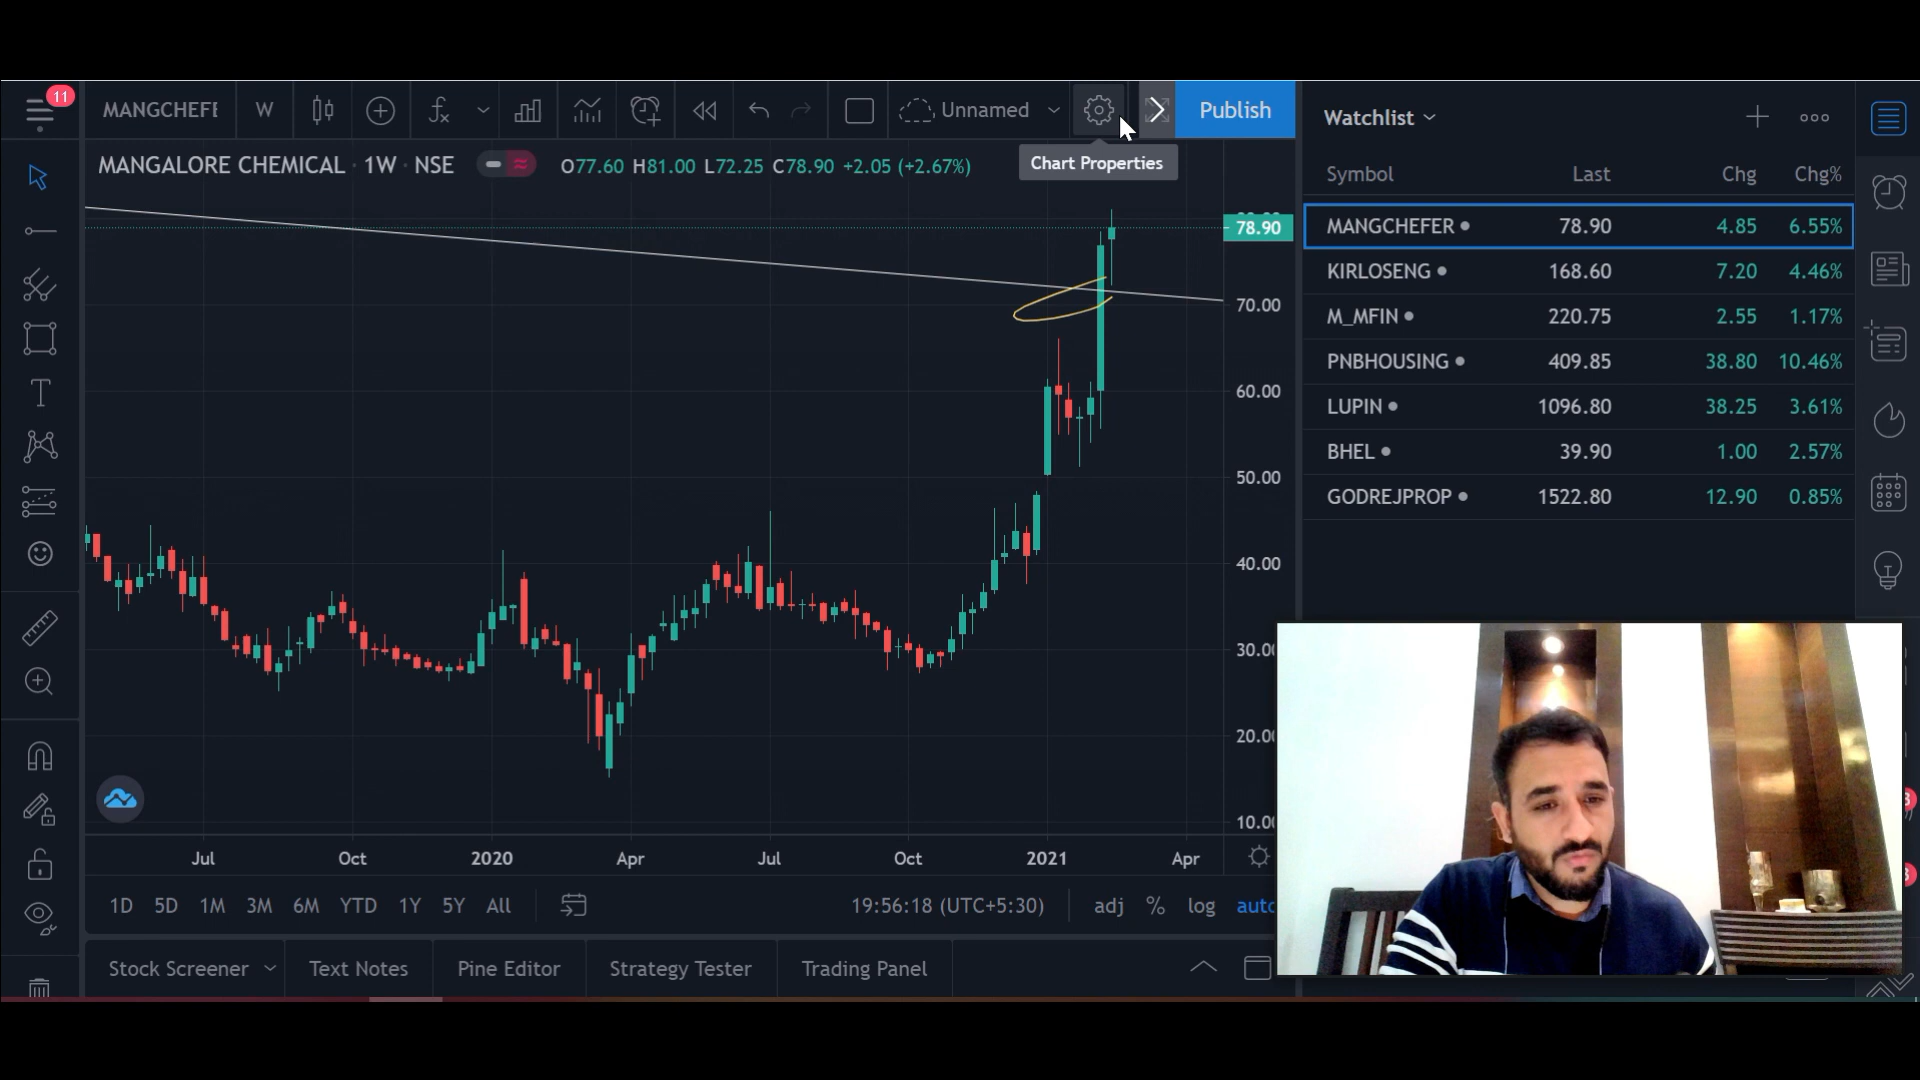 11
MANGCHEFE
W
Unnamed
Publish
MANGALORE CHEMICAL · 1W · NSE
O77.60 H81.00 L72.25 C78.90 +2.05 (+2.67%)
Chart Properties
78.90
70.00
60.00
50.00
40.00
30.00
20.00
10.00
Jul Oct 2020 Apr Jul Oct 2021 Apr
1D 5D 1M 3M 6M YTD 1Y 5Y All
19:56:18 (UTC+5:30)
adj % log auto
Stock Screener Text Notes Pine Editor Strategy Tester Trading Panel
Watchlist
Symbol Last Chg Chg%
MANGCHEFER 78.90 4.85 6.55%
KIRLOSENG 168.60 7.20 4.46%
M_MFIN 220.75 2.55 1.17%
PNBHOUSING 409.85 38.80 10.46%
LUPIN 1096.80 38.25 3.61%
BHEL 39.90 1.00 2.57%
GODREJPROP 1522.80 12.90 0.85%